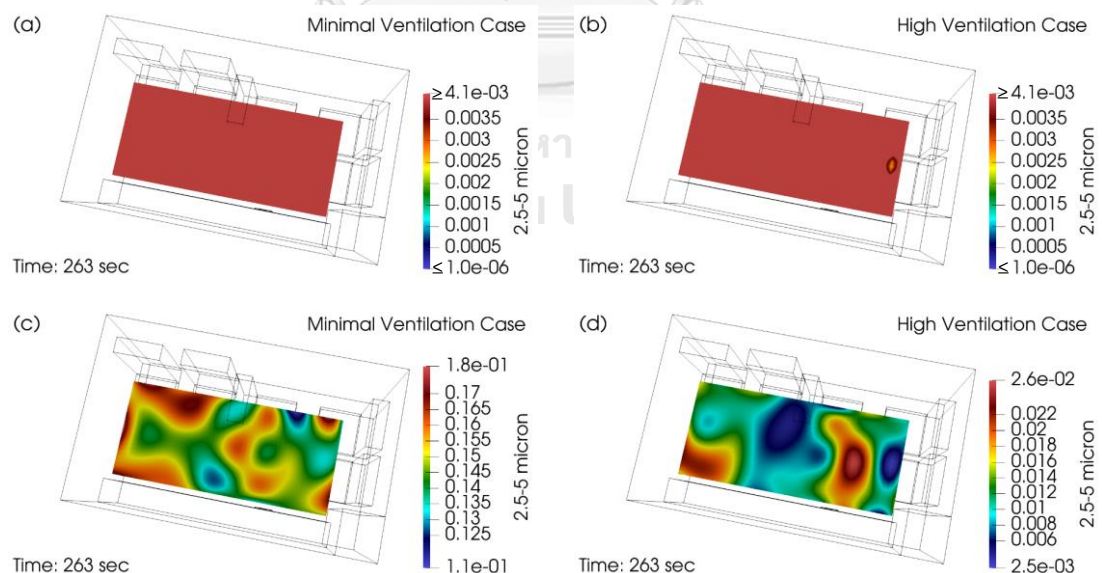 (a) Minimal Ventilation Case
≥ 4.1e-03
0.0035
0.003
0.0025
0.002
0.0015
0.001
0.0005
≤ 1.0e-06
2.5-5 micron
Time: 263 sec
(b) High Ventilation Case
≥ 4.1e-03
0.0035
0.003
0.0025
0.002
0.0015
0.001
0.0005
≤ 1.0e-06
2.5-5 micron
Time: 263 sec
(c) Minimal Ventilation Case
1.8e-01
0.17
0.165
0.16
0.155
0.15
0.145
0.14
0.135
0.13
0.125
1.1e-01
2.5-5 micron
Time: 263 sec
(d) High Ventilation Case
2.6e-02
0.022
0.02
0.018
0.016
0.014
0.012
0.01
0.008
0.006
2.5e-03
2.5-5 micron
Time: 263 sec